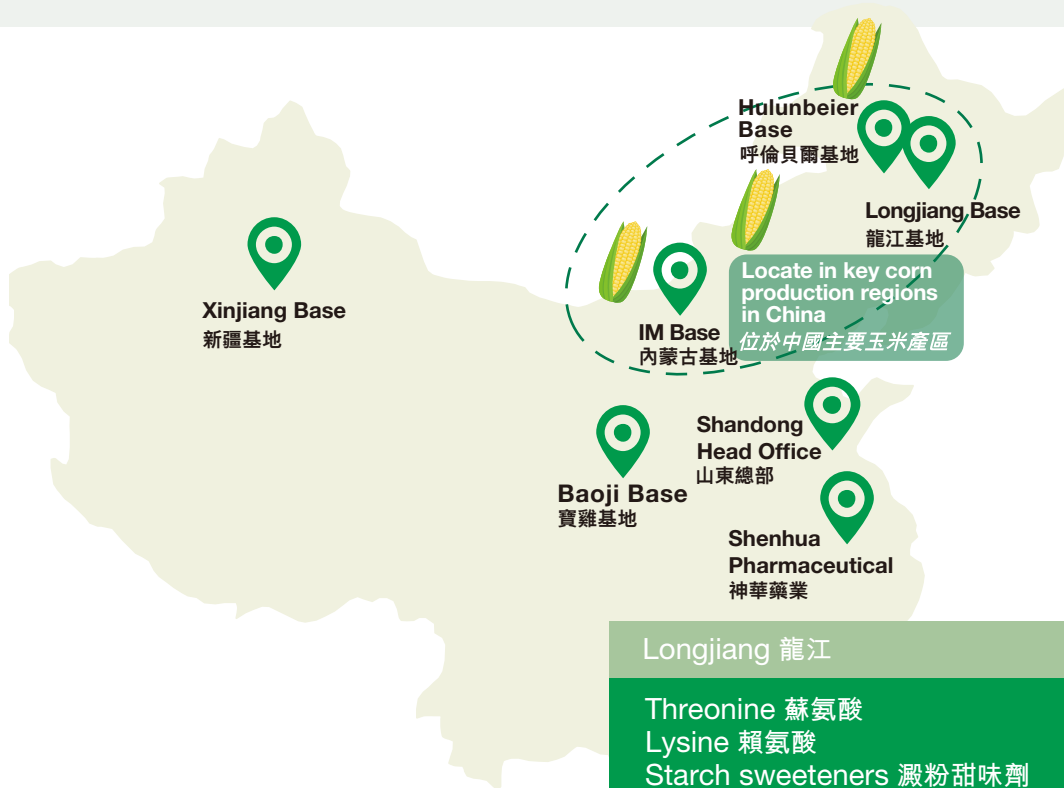 Hulunbeier
Base
呼倫貝爾基地
Longjiang Base
龍江基地
Xinjiang Base
新疆基地
Locate in key corn
production regions
in China
位於中國主要玉米產區
IM Base
內蒙古基地
Shandong
Head Office
山東總部
Baoji Base
寶雞基地
Shenhua
Pharmaceutical
神華藥業
Longjiang 龍江
Threonine 蘇氨酸
Lysine 賴氨酸
Starch sweeteners 澱粉甜味劑